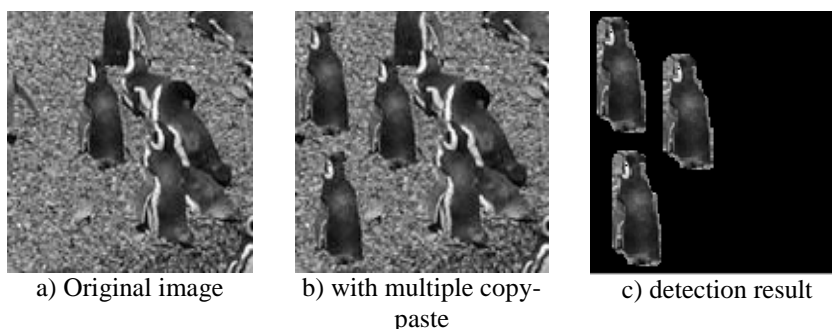 a) Original image
b) with multiple copy-
paste
c) detection result